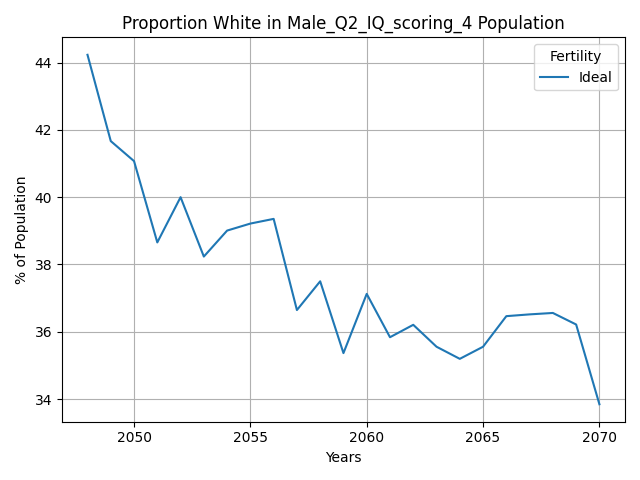 Proportion White in Male_Q2_IQ_scoring_4 Population
Fertility
Ideal
% of Population
44
42
40
38
36
34
2050 2055 2060 2065 2070
Years